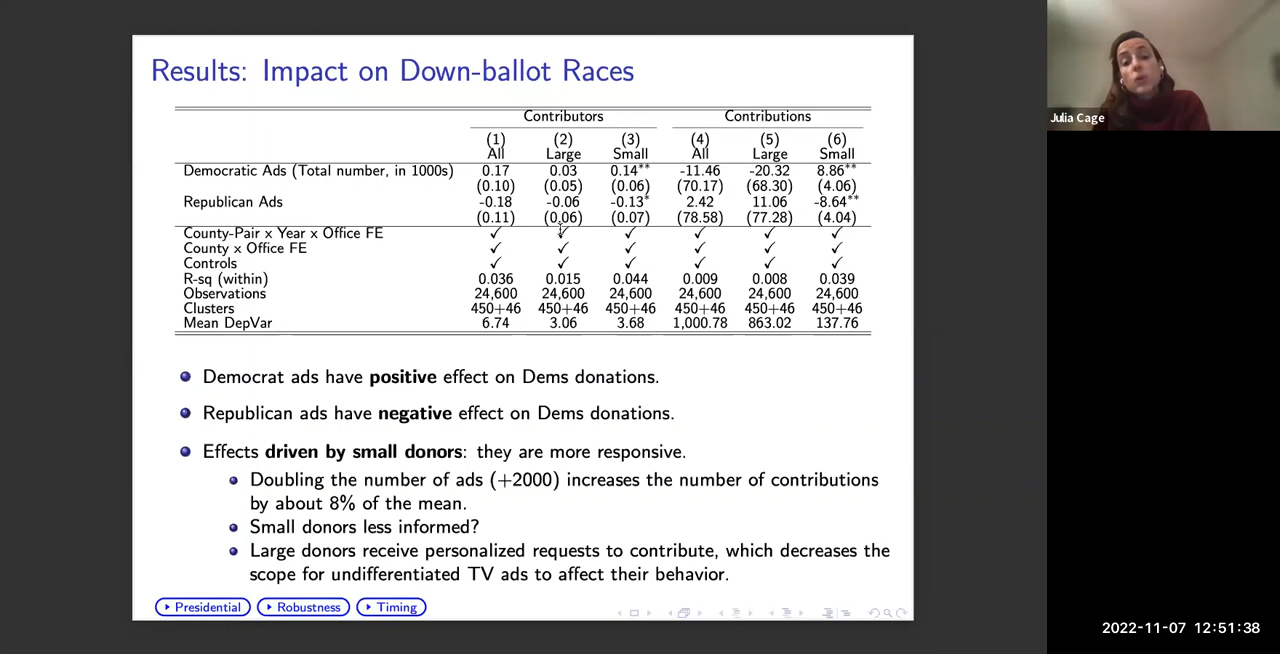 Results: Impact on Down-ballot Races
Contributors Contributions
(1) (2) (3) (4) (5) (6)
All Large Small All Large Small
Democratic Ads (Total number, in 1000s) 0.17 0.03 0.14** -11.46 -20.32 8.86**
(0.10) (0.05) (0.06) (70.17) (68.30) (4.06)
Republican Ads -0.18 -0.06 -0.13* 2.42 11.06 -8.64**
(0.11) (0.06) (0.07) (78.58) (77.28) (4.04)
County-Pair x Year x Office FE ✓ ✓ ✓ ✓ ✓ ✓
County x Office FE ✓ ✓ ✓ ✓ ✓ ✓
Controls ✓ ✓ ✓ ✓ ✓ ✓
R-sq (within) 0.036 0.015 0.044 0.009 0.008 0.039
Observations 24,600 24,600 24,600 24,600 24,600 24,600
Clusters 450+46 450+46 450+46 450+46 450+46 450+46
Mean DepVar 6.74 3.06 3.68 1,000.78 863.02 137.76
Democrat ads have positive effect on Dems donations.
Republican ads have negative effect on Dems donations.
Effects driven by small donors: they are more responsive.
Doubling the number of ads (+2000) increases the number of contributions
by about 8% of the mean.
Small donors less informed?
Large donors receive personalized requests to contribute, which decreases the
scope for undifferentiated TV ads to affect their behavior.
Presidential Robustness Timing
Julia Cage
2022-11-07 12:51:38